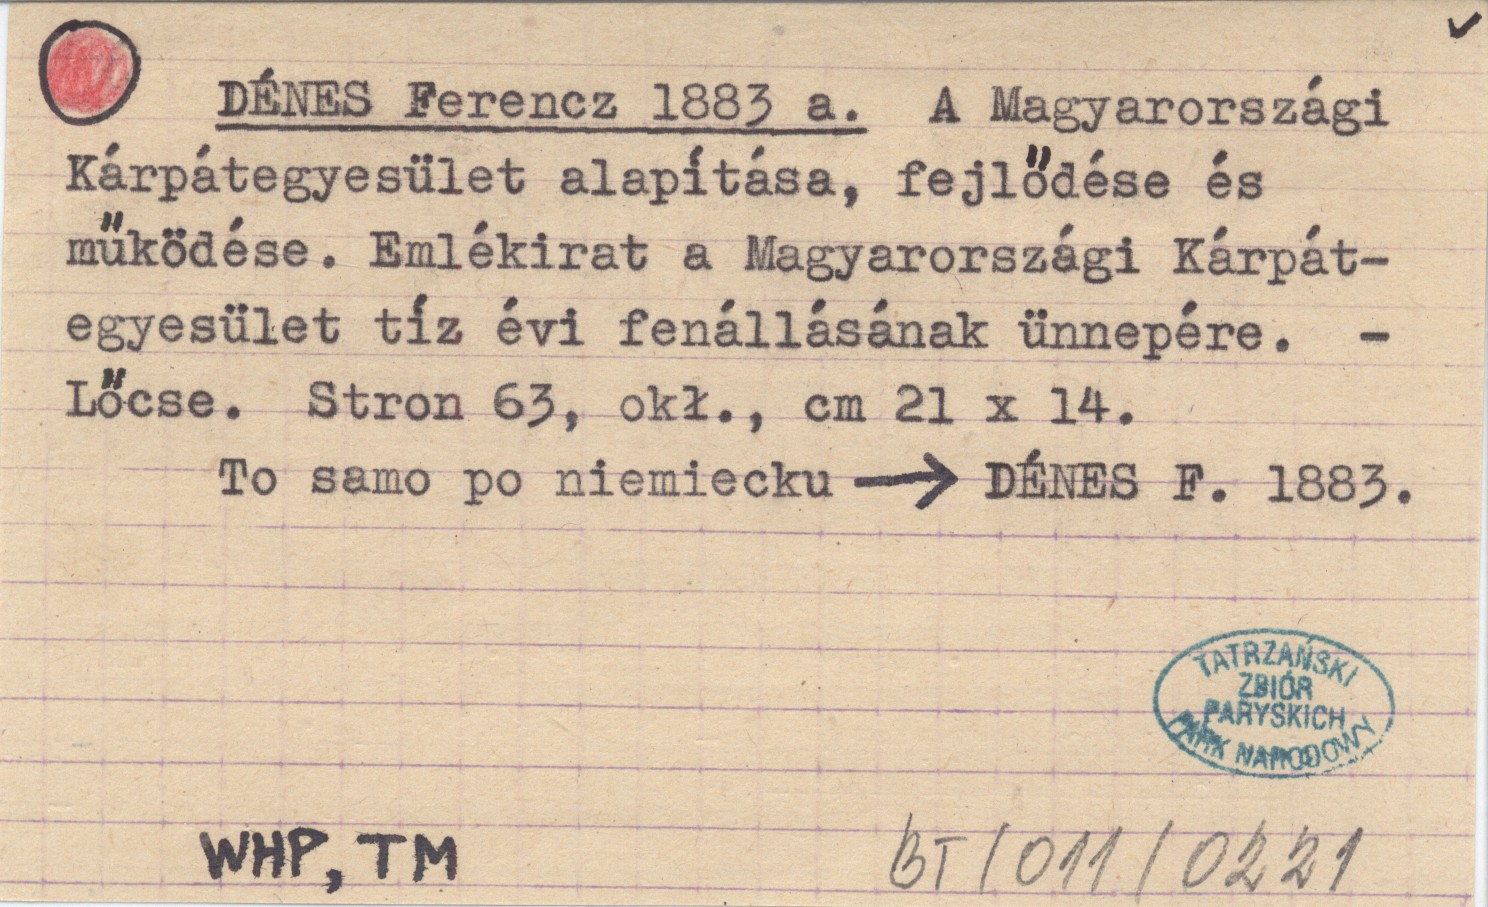 ✓
DÉNES Ferencz 1883 a. A Magyarországi
Kárpátegyesület alapítása, fejlődése és
működése. Emlékirat a Magyarországi Kárpát-
egyesület tíz évi fenállásának ünnepére. -
Lőcse. Stron 63, okł., cm 21 x 14.
To samo po niemiecku → DÉNES F. 1883.
TATRZAŃSKI
ZBIÓR
PARYSKICH
PARK NARODOWY
WHP, TM
BT/011/0221